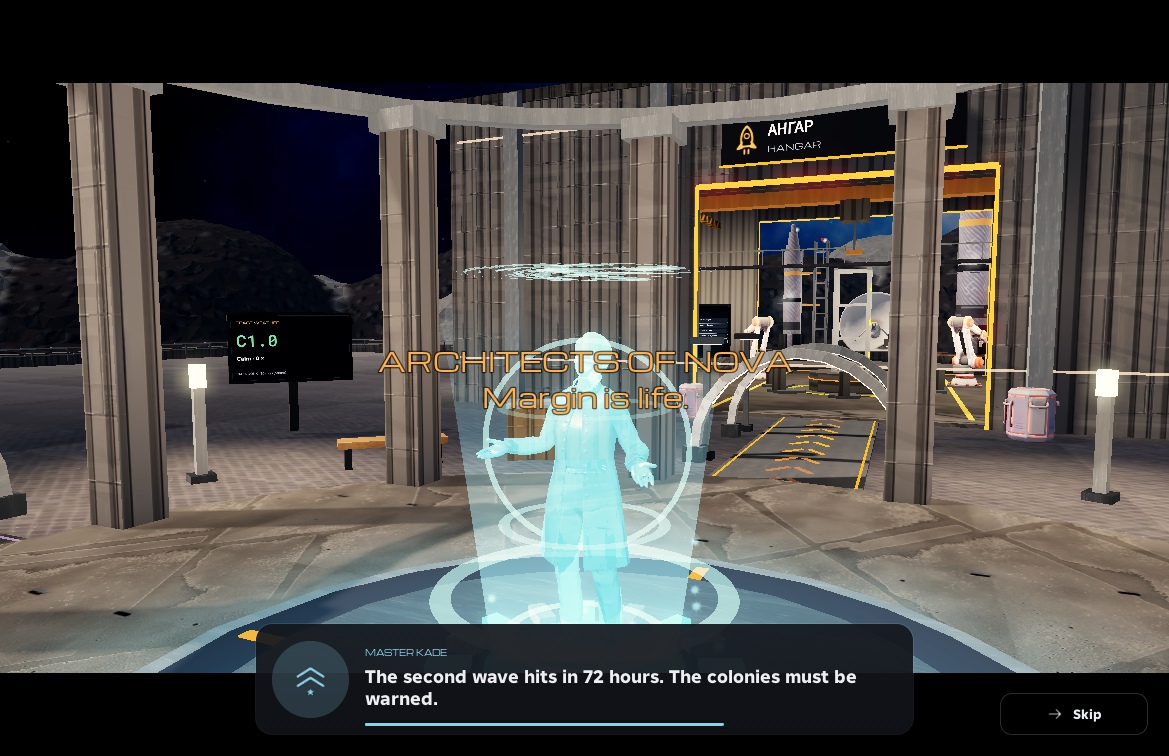 АНГАР
HANGAR
C1.0
ARCHITECTS OF NOVA
Margin is life.
MASTER KADE
The second wave hits in 72 hours. The colonies must be
warned.
Skip